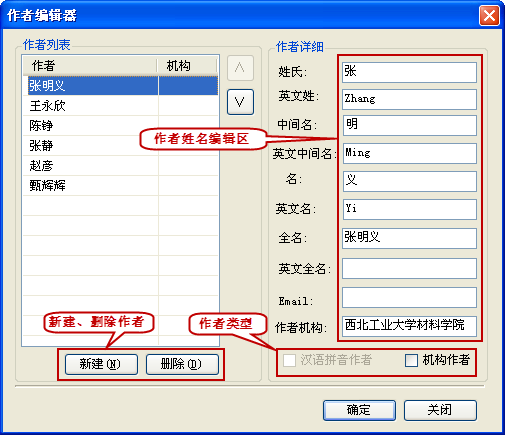 作者编辑器
作者列表
作者 机构
张明义
王永欣
陈铮
张静
赵彦
甄辉辉
新建、删除作者
新建(N) 删除(D)
作者详细
姓氏: 张
英文姓: Zhang
中间名: 明
作者姓名编辑区
英文中间名: Ming
名: 义
英文名: Yi
全名: 张明义
英文全名:
Email:
作者机构: 西北工业大学材料学院
作者类型
汉语拼音作者 机构作者
确定 关闭